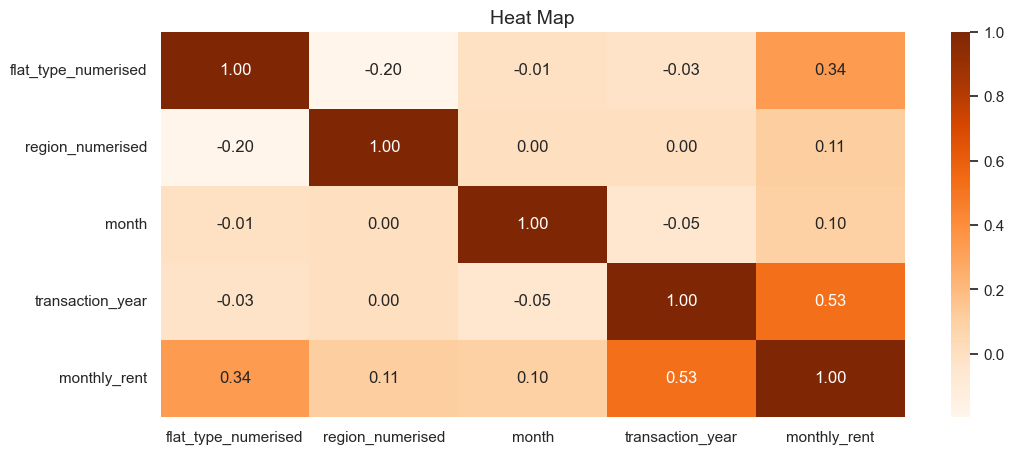 Heat Map
flat_type_numerised 1.00 -0.20 -0.01 -0.03 0.34
region_numerised -0.20 1.00 0.00 0.00 0.11
month -0.01 0.00 1.00 -0.05 0.10
transaction_year -0.03 0.00 -0.05 1.00 0.53
monthly_rent 0.34 0.11 0.10 0.53 1.00
flat_type_numerised region_numerised month transaction_year monthly_rent
1.0
0.8
0.6
0.4
0.2
0.0